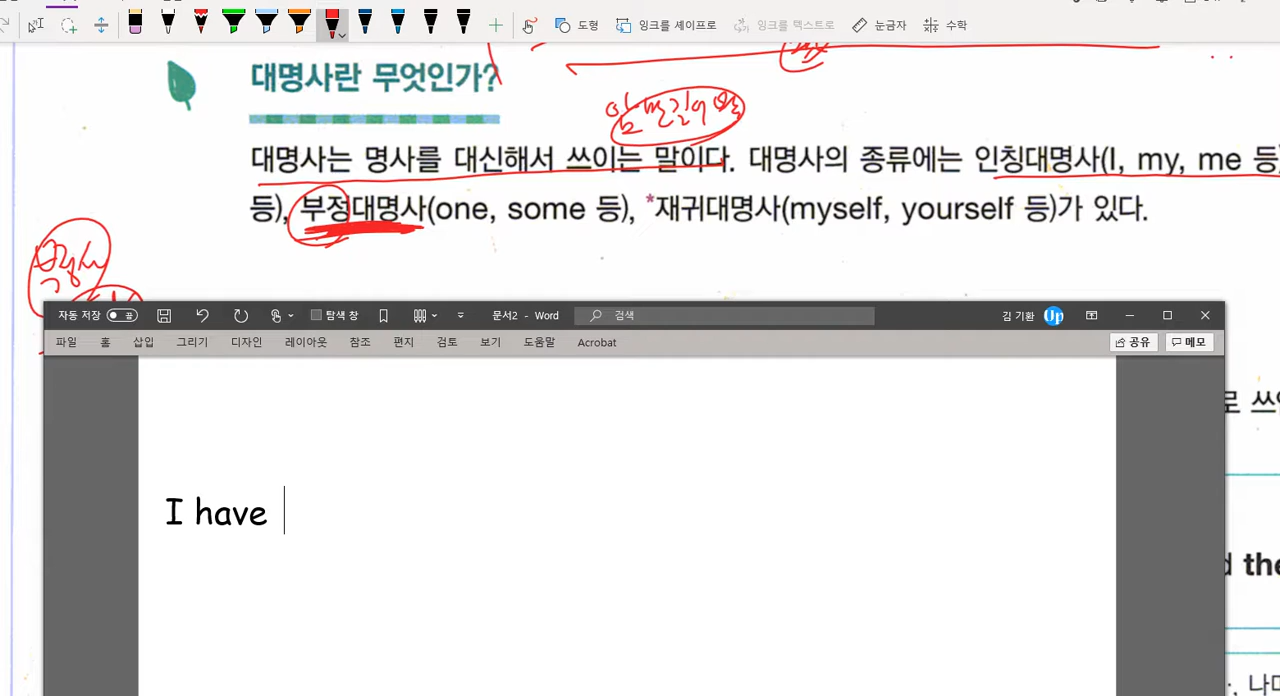 도형 잉크를 셰이프로 잉크를 텍스트로 눈금자 수학
대명사란 무엇인가?
대명사는 명사를 대신해서 쓰이는 말이다. 대명사의 종류에는 인칭대명사(I, my, me 등)
등), 부정대명사(one, some 등), *재귀대명사(myself, yourself 등)가 있다.
자동 저장 끔 탐색 창 문서2 - Word 검색 김 기환 Up
파일 홈 삽입 그리기 디자인 레이아웃 참조 편지 검토 보기 도움말 Acrobat 공유 메모
로 쓰
I have
d the